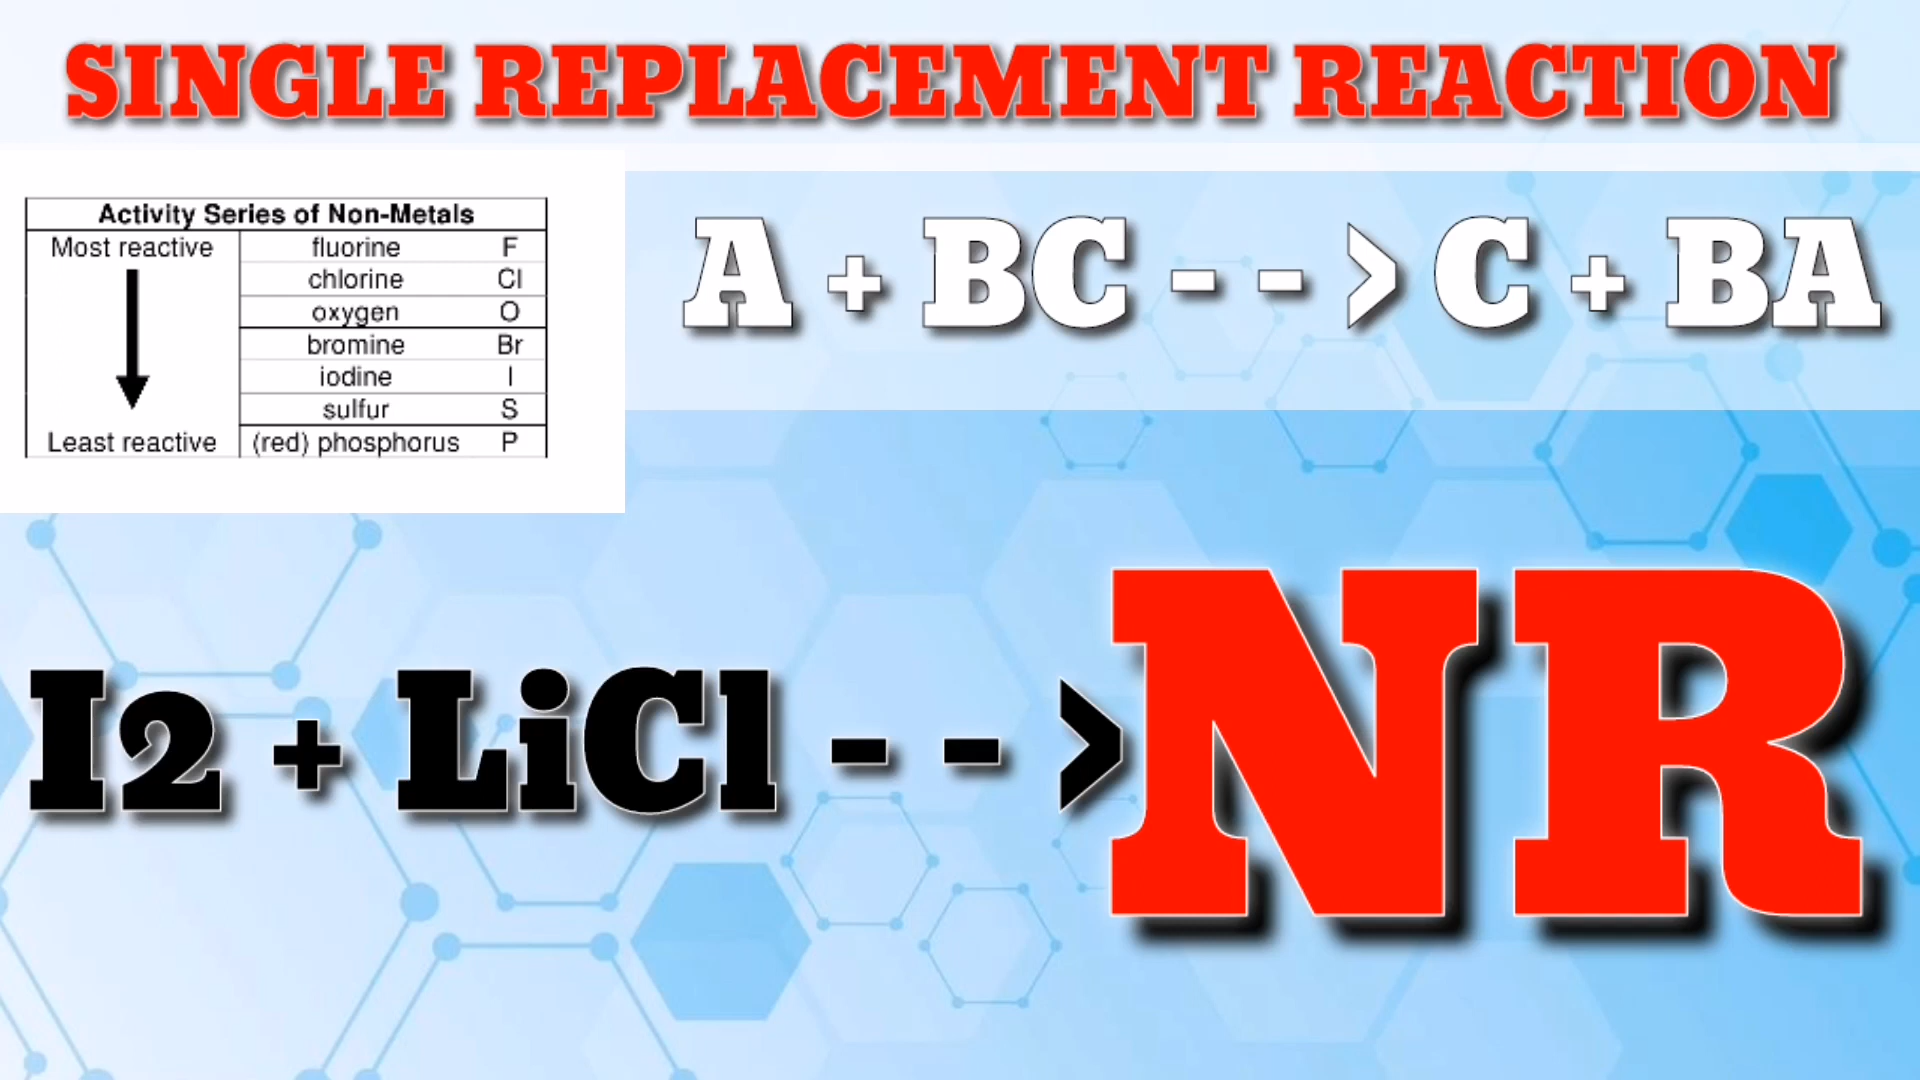 SINGLE REPLACEMENT REACTION
Activity Series of Non-Metals
Most reactive fluorine F
chlorine Cl
oxygen O
bromine Br
iodine I
sulfur S
Least reactive (red) phosphorus P
A + BC - - > C + BA
I2 + LiCl - - > NR